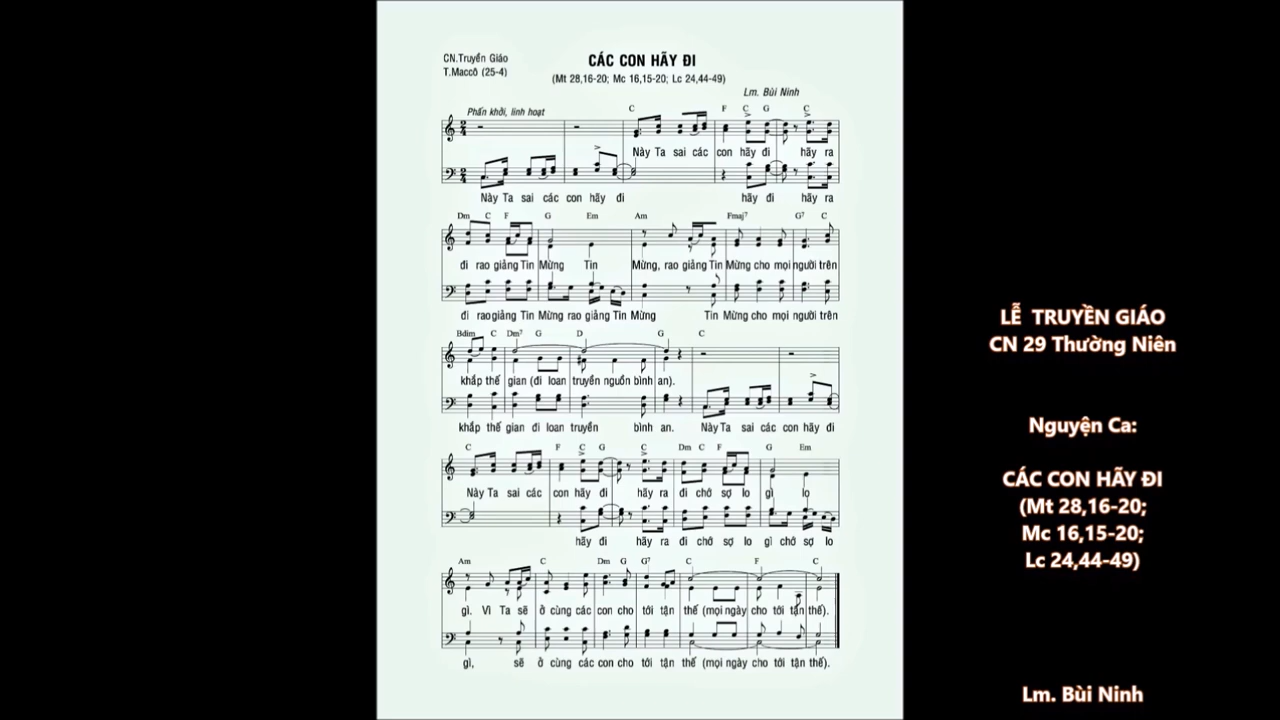 CN.Truyền Giáo
T.Maccô (25-4)
CÁC CON HÃY ĐI
(Mt 28,16-20; Mc 16,15-20; Lc 24,44-49)
Lm. Bùi Ninh
Phấn khởi, linh hoạt
C F C G C
Này Ta sai các con hãy đi hãy ra
Này Ta sai các con hãy đi hãy đi hãy ra
Dm C F G Em Am Fmaj7 G7 C
đi rao giảng Tin Mừng Tin Mừng, rao giảng Tin Mừng cho mọi người trên
đi rao giảng Tin Mừng rao giảng Tin Mừng Tin Mừng cho mọi người trên
Bdim C Dm7 G D G C
khắp thế gian (đi loan truyền nguồn bình an).
khắp thế gian đi loan truyền bình an. Này Ta sai các con hãy đi
C F C G C Dm C F G Em
Này Ta sai các con hãy đi hãy ra đi chớ sợ lo gì lo
hãy đi hãy ra đi chớ sợ lo gì chớ sợ lo
Am C Dm G G7 C F C
gì. Vì Ta sẽ ở cùng các con cho tới tận thế (mọi ngày cho tới tận thế).
gì, sẽ ở cùng các con cho tới tận thế (mọi ngày cho tới tận thế).
LỄ TRUYỀN GIÁO
CN 29 Thường Niên
Nguyện Ca:
CÁC CON HÃY ĐI
(Mt 28,16-20;
Mc 16,15-20;
Lc 24,44-49)
Lm. Bùi Ninh